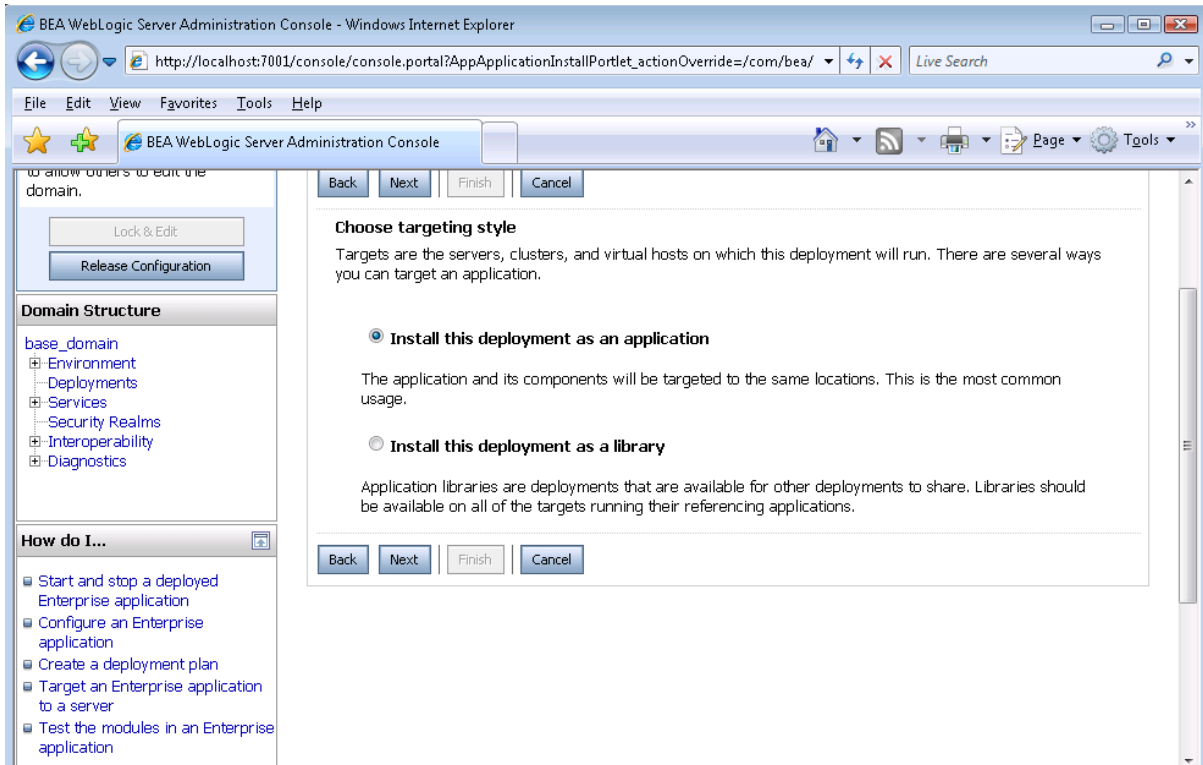 BEA WebLogic Server Administration Console - Windows Internet Explorer
http://localhost:7001/console/console.portal?AppApplicationInstallPortlet_actionOverride=/com/bea/
Live Search
File Edit View Favorites Tools Help
BEA WebLogic Server Administration Console
Page Tools
to allow others to edit the
domain.
Lock & Edit
Release Configuration
Domain Structure
base_domain
Environment
Deployments
Services
Security Realms
Interoperability
Diagnostics
How do I...
Start and stop a deployed
Enterprise application
Configure an Enterprise
application
Create a deployment plan
Target an Enterprise application
to a server
Test the modules in an Enterprise
application
Back Next Finish Cancel
Choose targeting style
Targets are the servers, clusters, and virtual hosts on which this deployment will run. There are several ways
you can target an application.
Install this deployment as an application
The application and its components will be targeted to the same locations. This is the most common
usage.
Install this deployment as a library
Application libraries are deployments that are available for other deployments to share. Libraries should
be available on all of the targets running their referencing applications.
Back Next Finish Cancel